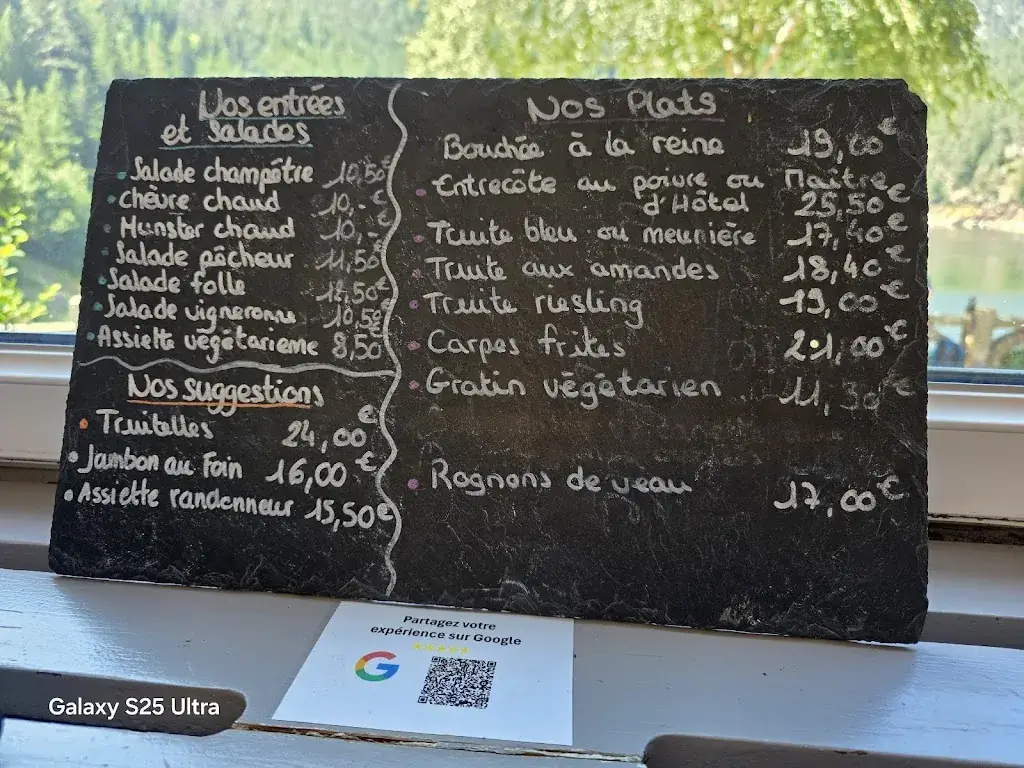 Nos entrées
et Salades
Salade champêtre 10,50€
chèvre chaud 10,-€
Munster chaud 10,-€
Salade pêcheur 11,50€
Salade folle 12,50€
Salade vigneronne 10,50€
Assiette végétarienne 8,50€
Nos suggestions
Truitelles 24,00€
Jambon au Foin 16,00€
Assiette randonneur 15,50€
Nos Plats
Bouchée à la reine 19,00€
Entrecôte au poivre ou Maître
d'Hôtel 25,50€
Truite bleu ou meunière 17,40€
Truite aux amandes 18,40€
Truite riesling 19,00€
Carpes frites 21,00€
Gratin végétarien 11,30€
Rognons de veau 17,00€
Partagez votre
expérience sur Google
G
Galaxy S25 Ultra